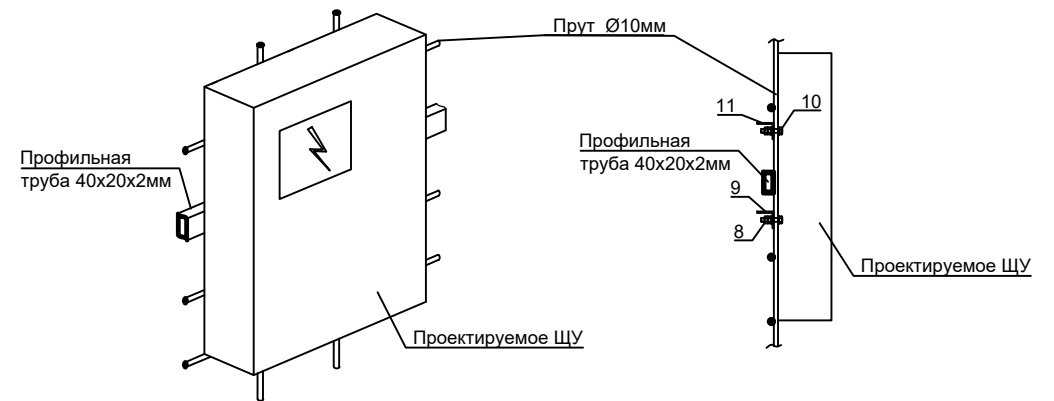 Прут Ø10мм
11
10
Профильная
труба 40х20х2мм
Профильная
труба 40х20х2мм
9
8
Проектируемое ЩУ
Проектируемое ЩУ